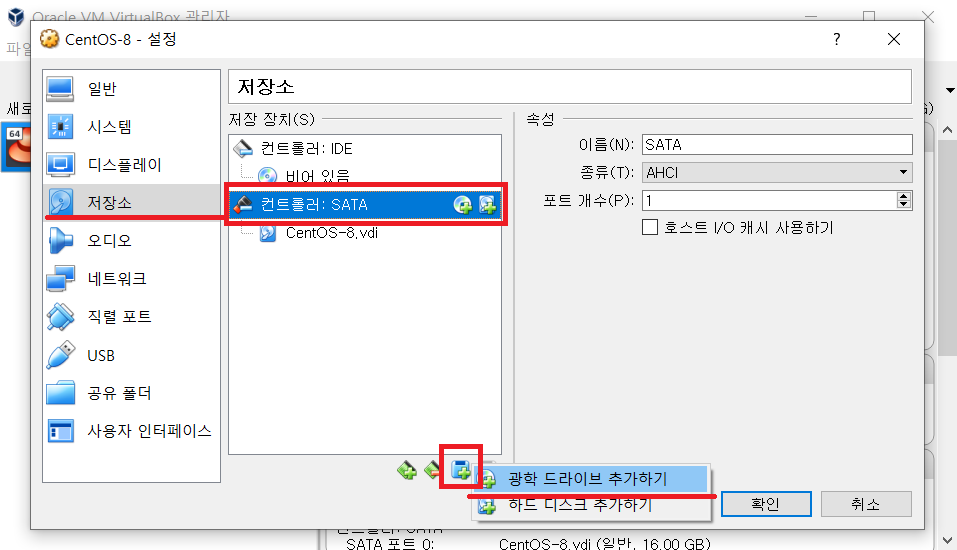 Oracle VM VirtualBox 관리자
파일
CentOS-8 - 설정
?
새로
64
일반
시스템
디스플레이
저장소
오디오
네트워크
직렬 포트
USB
공유 폴더
사용자 인터페이스
저장소
저장 장치(S)
컨트롤러: IDE
비어 있음
컨트롤러: SATA
CentOS-8.vdi
속성
이름(N): SATA
종류(T): AHCI
포트 개수(P): 1
호스트 I/O 캐시 사용하기
광학 드라이브 추가하기
하드 디스크 추가하기
확인
취소
컨트롤러: SATA
SATA 포트 0: CentOS-8.vdi (일반, 16.00 GB)